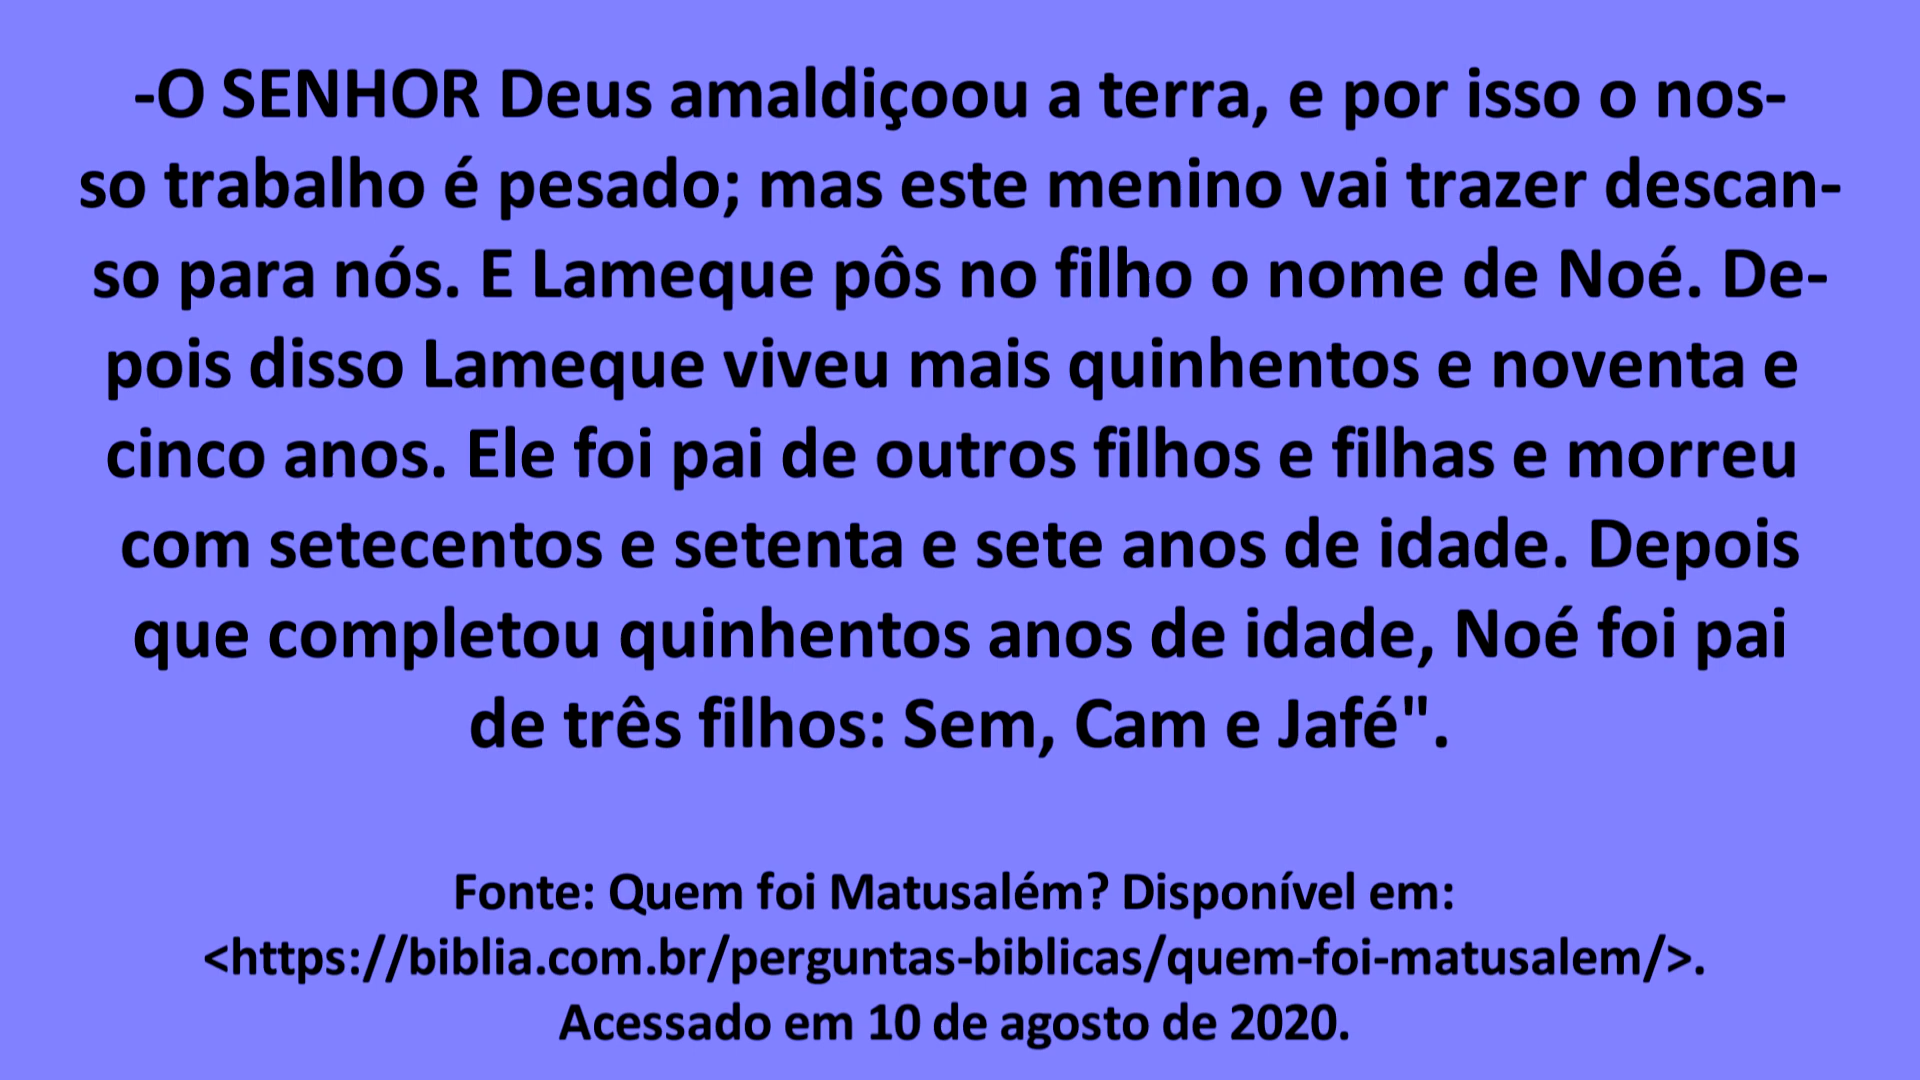 -O SENHOR Deus amaldiçoou a terra, e por isso o nos-
so trabalho é pesado; mas este menino vai trazer descan-
so para nós. E Lameque pôs no filho o nome de Noé. De-
pois disso Lameque viveu mais quinhentos e noventa e
cinco anos. Ele foi pai de outros filhos e filhas e morreu
com setecentos e setenta e sete anos de idade. Depois
que completou quinhentos anos de idade, Noé foi pai
de três filhos: Sem, Cam e Jafé".
Fonte: Quem foi Matusalém? Disponível em:
<https://biblia.com.br/perguntas-biblicas/quem-foi-matusalem/>.
Acessado em 10 de agosto de 2020.